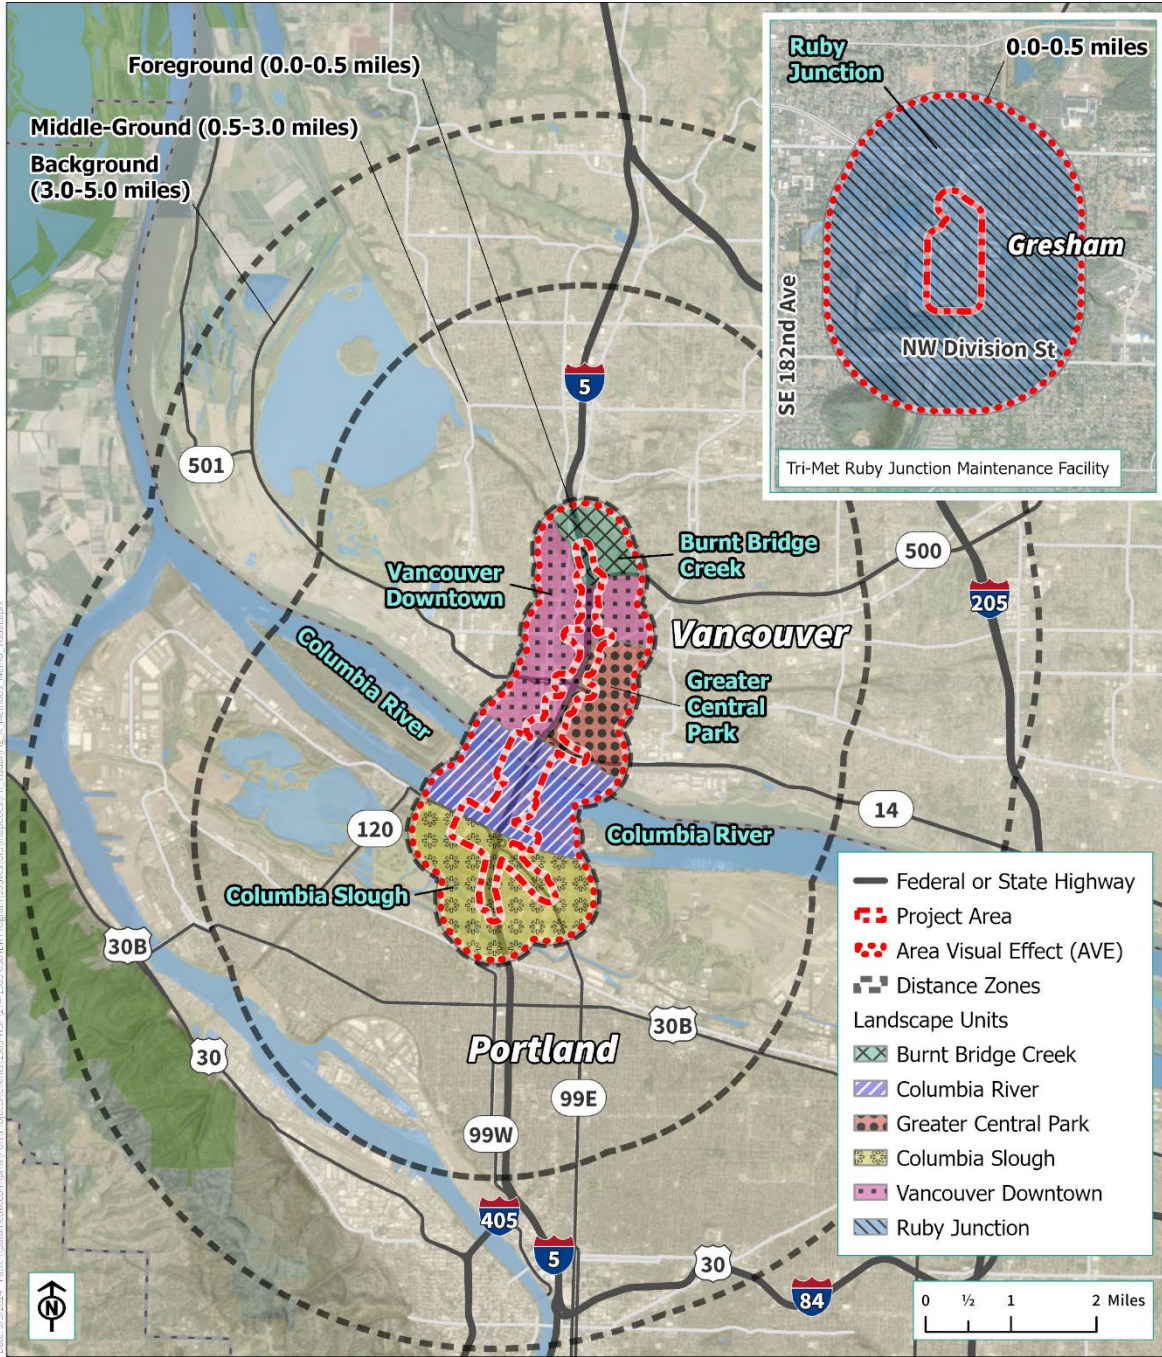 Foreground (0.0-0.5 miles)
Middle-Ground (0.5-3.0 miles)
Background
(3.0-5.0 miles)
Ruby
Junction
0.0-0.5 miles
Gresham
SE 182nd Ave
NW Division St
Tri-Met Ruby Junction Maintenance Facility
5
501
Burnt Bridge
Creek
500
Vancouver
Downtown
205
Vancouver
Columbia River
Greater
Central
Park
14
120
Columbia River
Columbia Slough
30B
30B
30
Portland
99E
99W
405
5
30
84
Federal or State Highway
Project Area
Area Visual Effect (AVE)
Distance Zones
Landscape Units
Burnt Bridge Creek
Columbia River
Greater Central Park
Columbia Slough
Vancouver Downtown
Ruby Junction
N
0 ½ 1 2 Miles